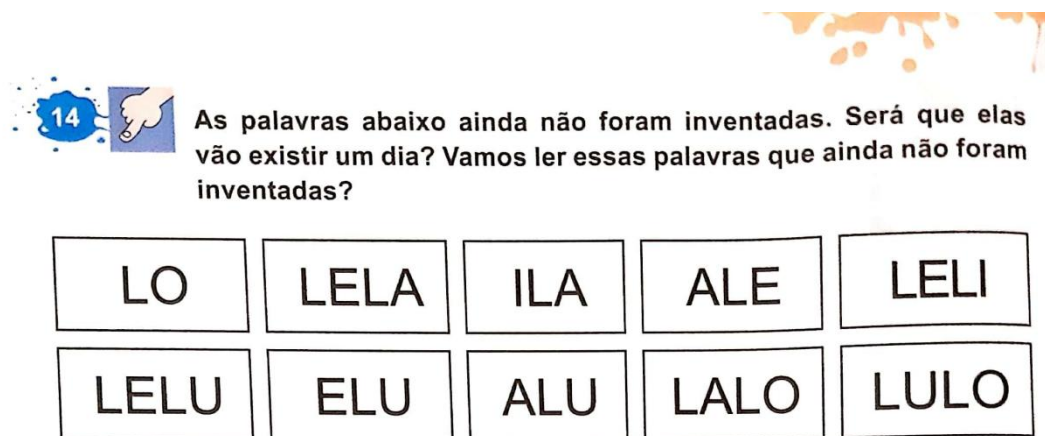 14
As palavras abaixo ainda não foram inventadas. Será que elas
vão existir um dia? Vamos ler essas palavras que ainda não foram
inventadas?
LO LELA ILA ALE LELI
LELU ELU ALU LALO LULO